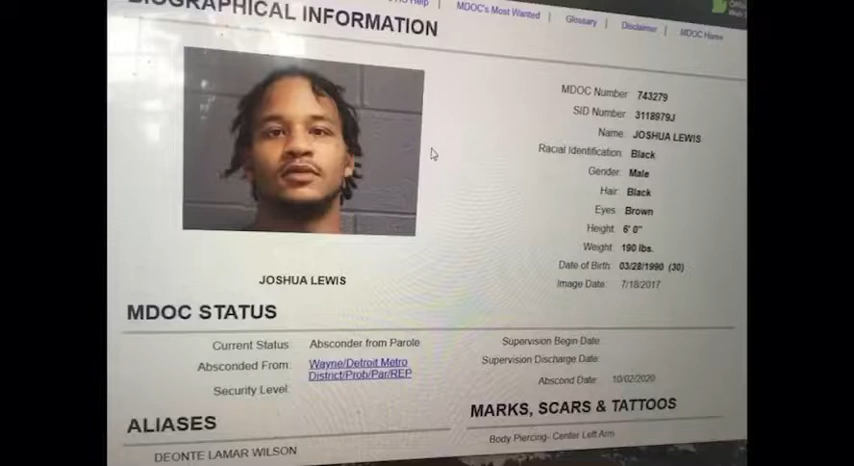 BIOGRAPHICAL INFORMATION
Help | MDOC's Most Wanted | Glossary | Disclaimer | MDOC Home
MDOC Number 743279
SID Number 3118979J
Name: JOSHUA LEWIS
Racial Identification: Black
Gender: Male
Hair: Black
Eyes: Brown
Height: 6' 0"
Weight: 190 lbs.
Date of Birth: 03/28/1990 (30)
Image Date: 7/18/2017
JOSHUA LEWIS
MDOC STATUS
Current Status: Absconder from Parole
Absconded From: Wayne/Detroit Metro
District/Prob/Par/REP
Security Level:
Supervision Begin Date:
Supervision Discharge Date:
Abscond Date: 10/02/2020
ALIASES
DEONTE LAMAR WILSON
MARKS, SCARS & TATTOOS
Body Piercing- Center Left Arm